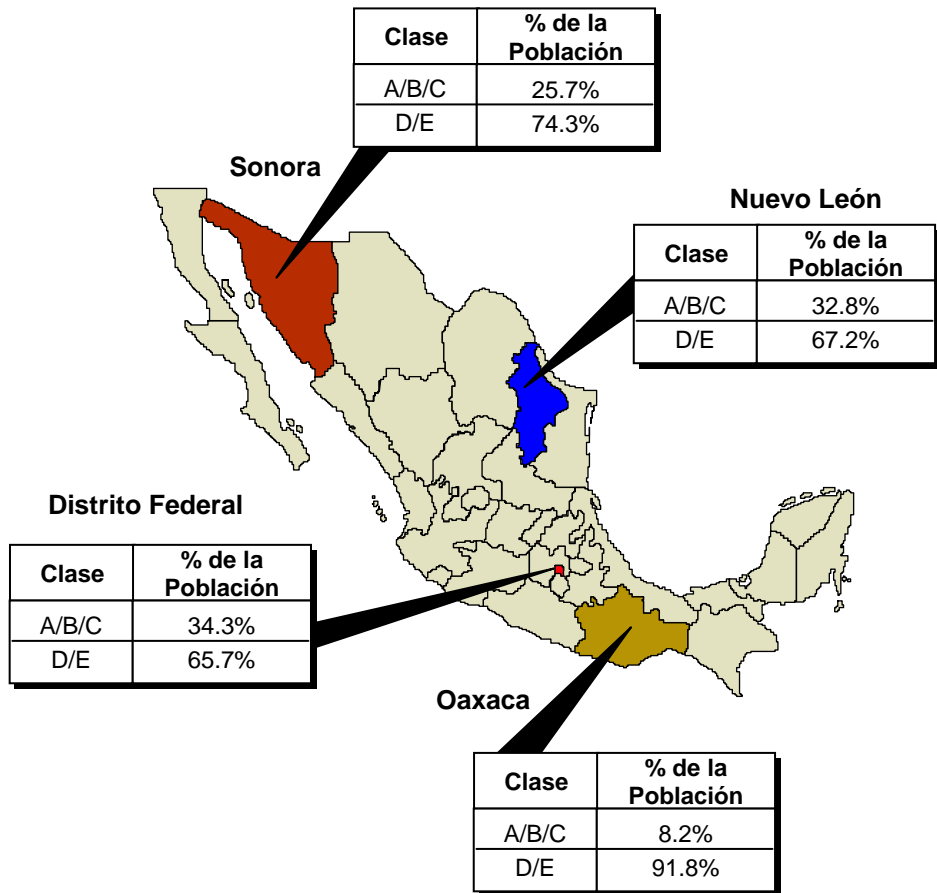 Clase % de la Población
A/B/C 25.7%
D/E 74.3%
Sonora
Nuevo León
Clase % de la Población
A/B/C 32.8%
D/E 67.2%
Distrito Federal
Clase % de la Población
A/B/C 34.3%
D/E 65.7%
Oaxaca
Clase % de la Población
A/B/C 8.2%
D/E 91.8%